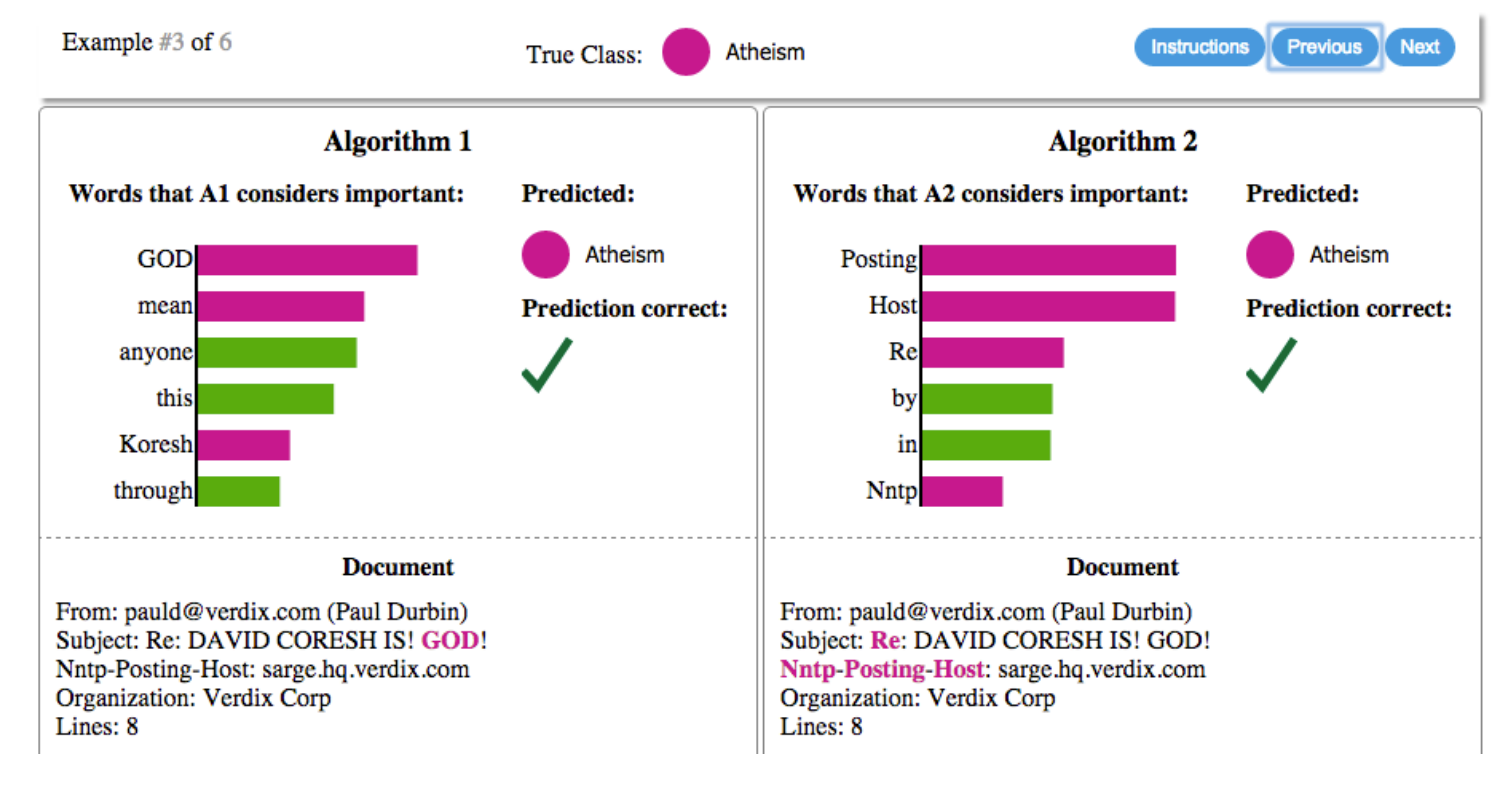 Example #3 of 6
True Class: Atheism
Instructions
Previous
Next
Algorithm 1
Words that A1 considers important:
Predicted:
GOD
mean
anyone
this
Koresh
through
Atheism
Prediction correct:
Document
From: pauld@verdix.com (Paul Durbin)
Subject: Re: DAVID CORESH IS! GOD!
Nntp-Posting-Host: sarge.hq.verdix.com
Organization: Verdix Corp
Lines: 8
Algorithm 2
Words that A2 considers important:
Predicted:
Posting
Host
Re
by
in
Nntp
Atheism
Prediction correct:
Document
From: pauld@verdix.com (Paul Durbin)
Subject: Re: DAVID CORESH IS! GOD!
Nntp-Posting-Host: sarge.hq.verdix.com
Organization: Verdix Corp
Lines: 8